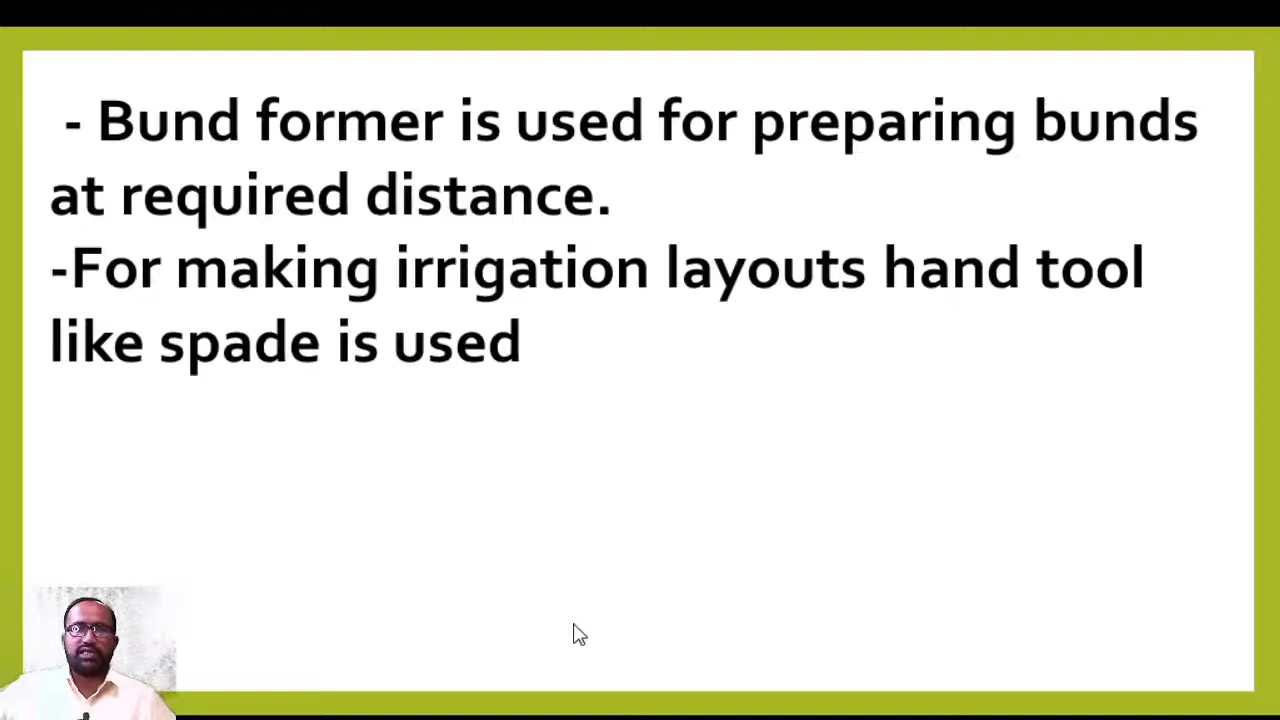 - Bund former is used for preparing bunds
at required distance.
-For making irrigation layouts hand tool
like spade is used